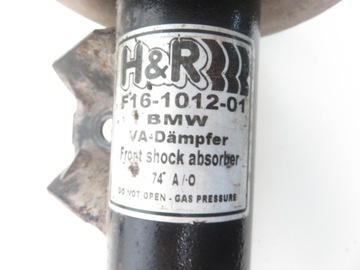 H&R
F16-1012-01
BMW
VA-Dämpfer
Front shock absorber
74 A/O
DO NOT OPEN - GAS PRESSURE